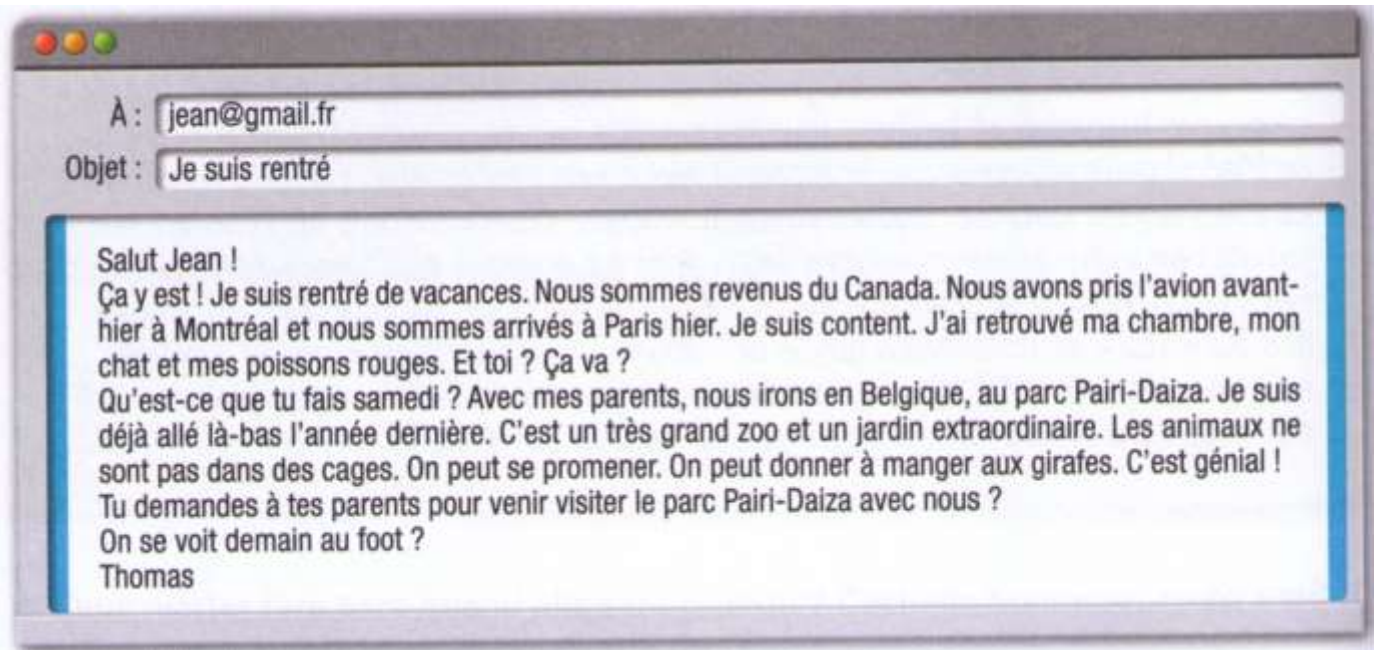 À : jean@gmail.fr
Objet : Je suis rentré
Salut Jean !
Ça y est ! Je suis rentré de vacances. Nous sommes revenus du Canada. Nous avons pris l'avion avant-
hier à Montréal et nous sommes arrivés à Paris hier. Je suis content. J'ai retrouvé ma chambre, mon
chat et mes poissons rouges. Et toi ? Ça va ?
Qu'est-ce que tu fais samedi ? Avec mes parents, nous irons en Belgique, au parc Pairi-Daiza. Je suis
déjà allé là-bas l'année dernière. C'est un très grand zoo et un jardin extraordinaire. Les animaux ne
sont pas dans des cages. On peut se promener. On peut donner à manger aux girafes. C'est génial !
Tu demandes à tes parents pour venir visiter le parc Pairi-Daiza avec nous ?
On se voit demain au foot ?
Thomas